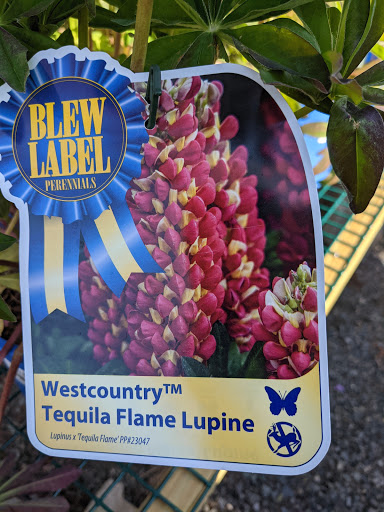 BLEW
LABEL
PERENNIALS
Westcountry™
Tequila Flame Lupine
Lupinus x 'Tequila Flame' PP#23047